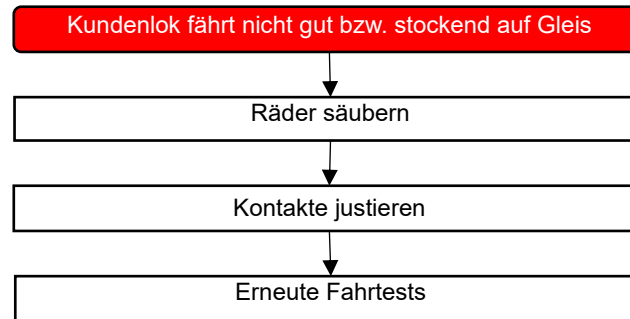 Kundenlok fährt nicht gut bzw. stockend auf Gleis
Räder säubern
Kontakte justieren
Erneute Fahrtests